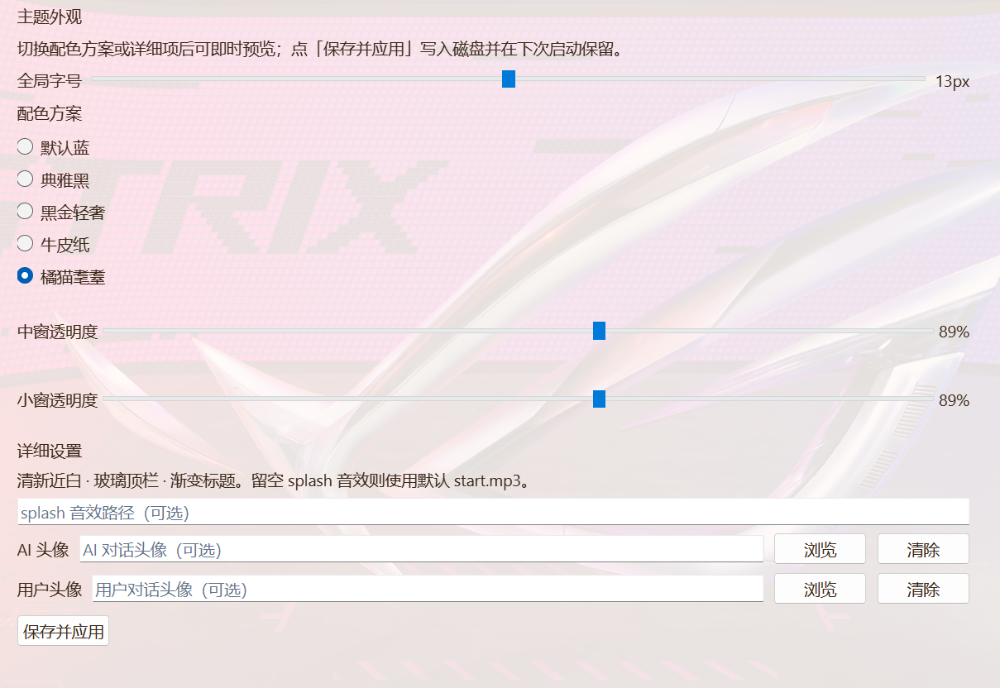 主题外观
切换配色方案或详细项后可即时预览；点「保存并应用」写入磁盘并在下次启动保留。
全局字号 13px
配色方案
默认蓝
典雅黑
黑金轻奢
牛皮纸
橘猫耄耋
中窗透明度 89%
小窗透明度 89%
详细设置
清新近白 · 玻璃顶栏 · 渐变标题。留空 splash 音效则使用默认 start.mp3。
splash 音效路径（可选）
AI 头像 AI 对话头像（可选） 浏览 清除
用户头像 用户对话头像（可选） 浏览 清除
保存并应用